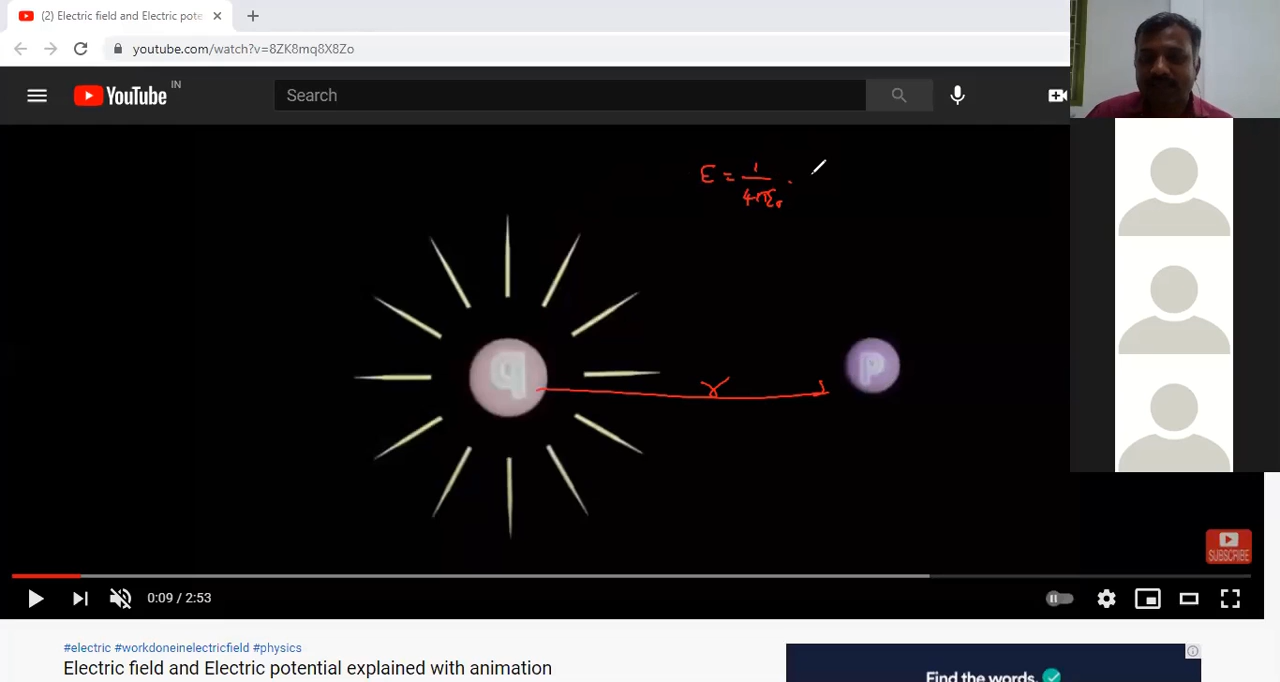 (2) Electric field and Electric pote
youtube.com/watch?v=8ZK8mq8X8Zo
YouTube IN
Search
E = 1/4πε₀ .
q
r
P
SUBSCRIBE
0:09 / 2:53
#electric #workdoneinelectricfield #physics
Electric field and Electric potential explained with animation
Find the words.